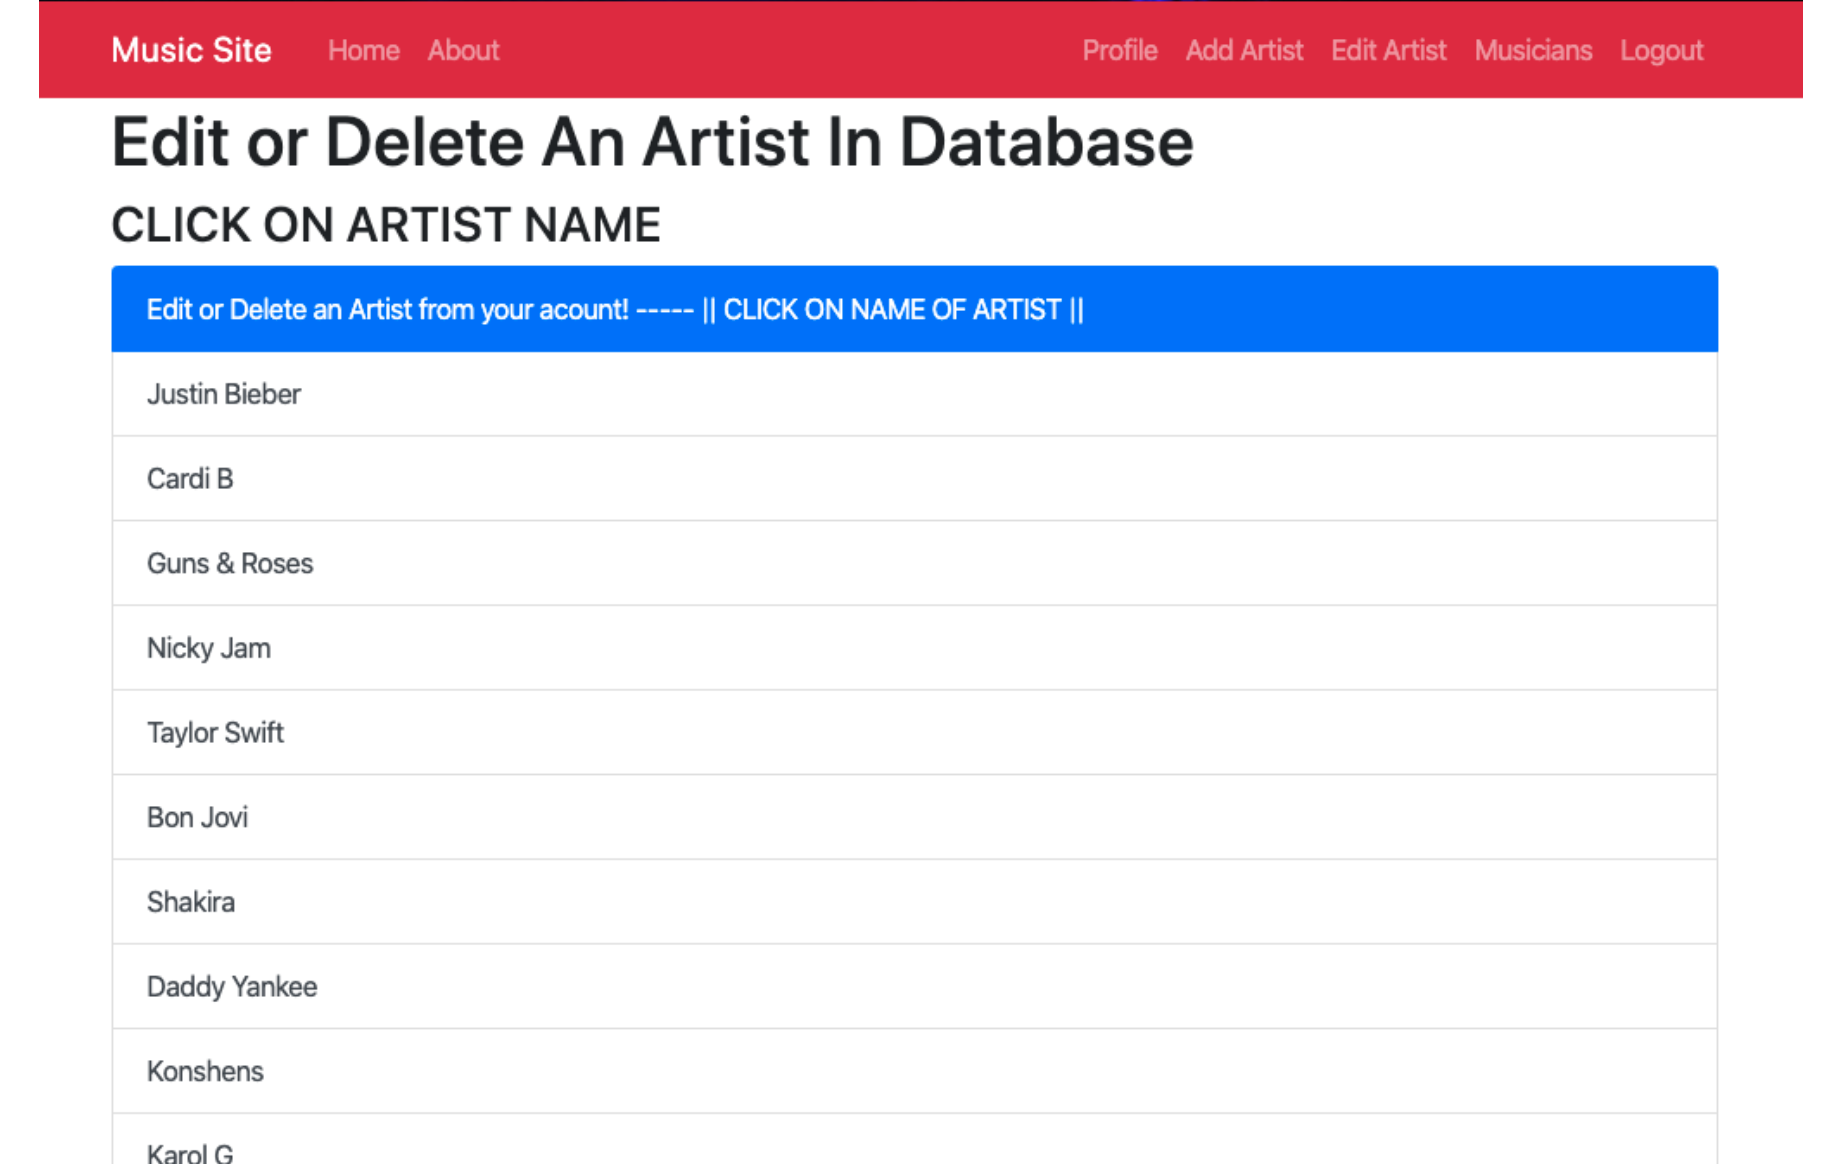 Music Site Home About Profile Add Artist Edit Artist Musicians Logout
Edit or Delete An Artist In Database
CLICK ON ARTIST NAME
Edit or Delete an Artist from your acount! ----- || CLICK ON NAME OF ARTIST ||
Justin Bieber
Cardi B
Guns & Roses
Nicky Jam
Taylor Swift
Bon Jovi
Shakira
Daddy Yankee
Konshens
Karol G